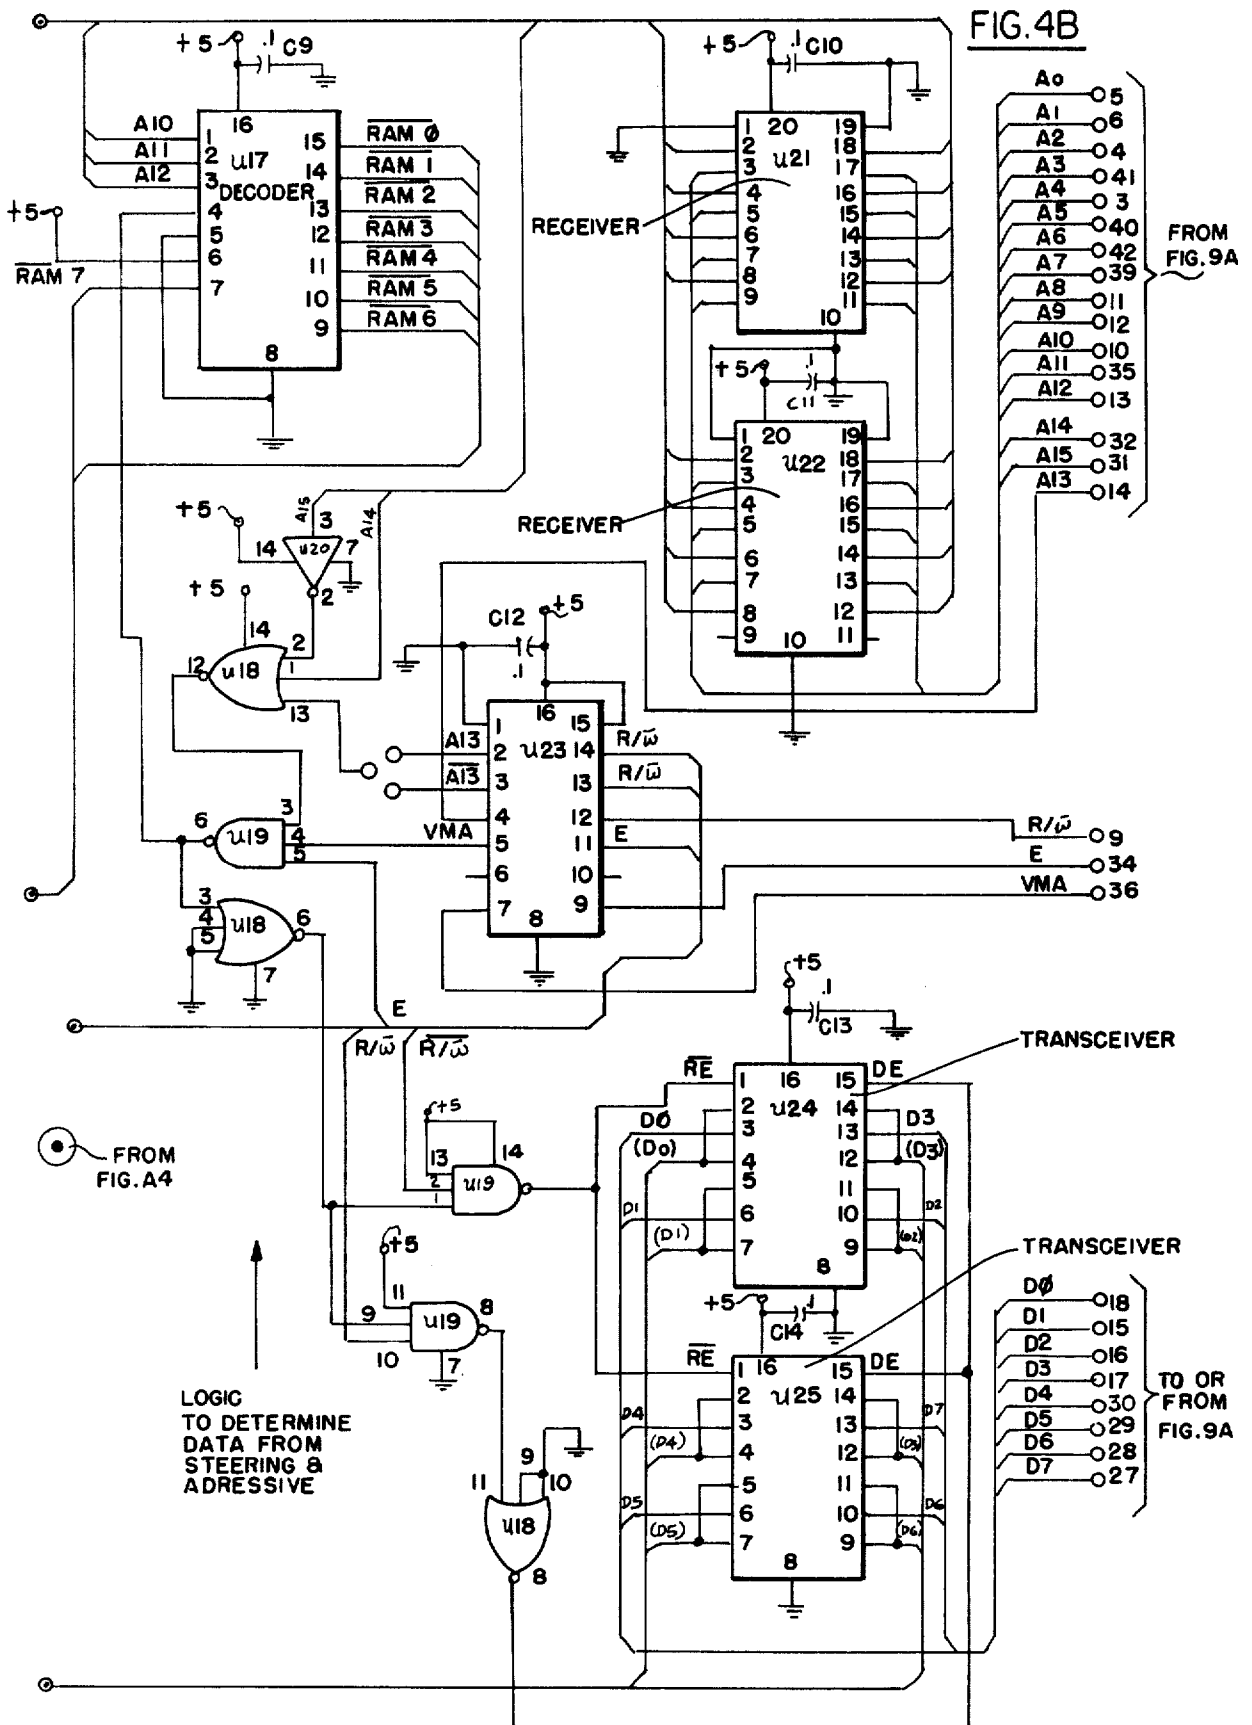 FIG.4B
+5
.1
C9
A10
A11
A12
+5
RAM 7
16
1
2
3
4
5
6
7
8
U17
DECODER
15
14
13
12
11
10
9
RAM 0
RAM 1
RAM 2
RAM 3
RAM 4
RAM 5
RAM 6
+5
.1
C10
1
2
3
4
5
6
7
8
9
20
U21
10
19
18
17
16
15
14
13
12
11
RECEIVER
+5
.1
C11
1
2
3
4
5
6
7
8
9
20
U22
10
19
18
17
16
15
14
13
12
11
RECEIVER
A0 5
A1 6
A2 4
A3 41
A4 3
A5 40
A6 42
A7 39
A8 11
A9 12
A10 10
A11 35
A12 13
A14 32
A15 31
A13 14
FROM
FIG.9A
+5
A15
A14
3
14
U20
7
2
+5
14
12
U18
2
1
13
C12
.1
+5
A13
A13
VMA
1
2
3
4
5
6
7
8
16
U23
15
14
13
12
11
10
9
R/W
R/W
E
R/W 9
E 34
VMA 36
6
U19
3
4
5
3
4
5
U18
6
7
E
R/W
R/W
+5
13
2
1
14
U19
FROM
FIG.A4
+5
11
9
10
U19
8
7
LOGIC
TO DETERMINE
DATA FROM
STEERING &
ADRESSIVE
11
9
10
U18
8
+5
.1
C13
TRANSCEIVER
RE
DE
1
2
3
4
5
6
7
8
16
U24
15
14
13
12
11
10
9
DØ
(D0)
D1
(D1)
D3
(D3)
D2
(D2)
+5
.1
C14
TRANSCEIVER
RE
DE
1
2
3
4
5
6
7
8
16
U25
15
14
13
12
11
10
9
D4
(D4)
D5
(D5)
D7
D6
(D6)
DØ 18
D1 15
D2 16
D3 17
D4 30
D5 29
D6 28
D7 27
TO OR
FROM
FIG.9A